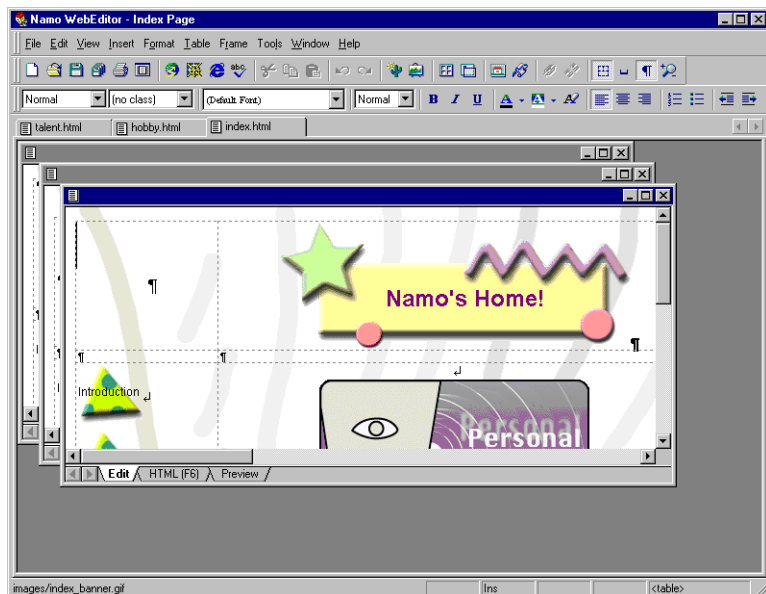 Namo WebEditor - Index Page
File Edit View Insert Format Table Frame Tools Window Help
abc
Normal (no class) (Default Font) Normal B I U A A A
talent.html hobby.html index.html
¶
Namo's Home!
¶
¶ ¶
Introduction
Personal
Personal
Edit HTML (F6) Preview
images/index_banner.gif Ins <table>